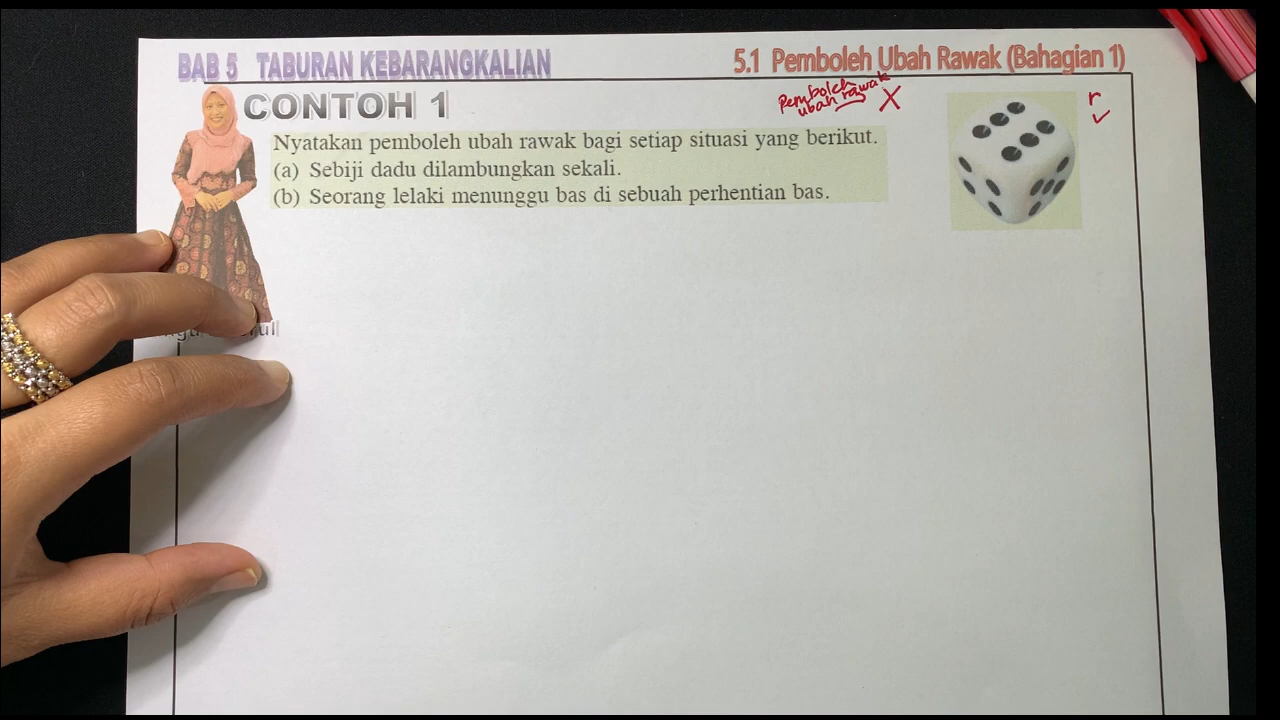 BAB 5 TABURAN KEBARANGKALIAN
5.1 Pemboleh Ubah Rawak (Bahagian 1)
CONTOH 1
Pemboleh
ubah rawak X
r
Nyatakan pemboleh ubah rawak bagi setiap situasi yang berikut.
(a) Sebiji dadu dilambungkan sekali.
(b) Seorang lelaki menunggu bas di sebuah perhentian bas.